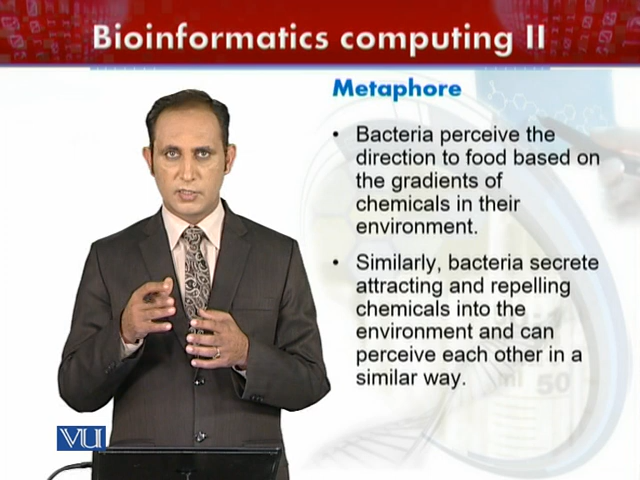 Bioinformatics computing II
Metaphore
• Bacteria perceive the
direction to food based on
the gradients of
chemicals in their
environment.
• Similarly, bacteria secrete
attracting and repelling
chemicals into the
environment and can
perceive each other in a
similar way.
ml 50
VU